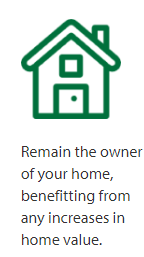 Remain the owner
of your home,
benefitting from
any increases in
home value.